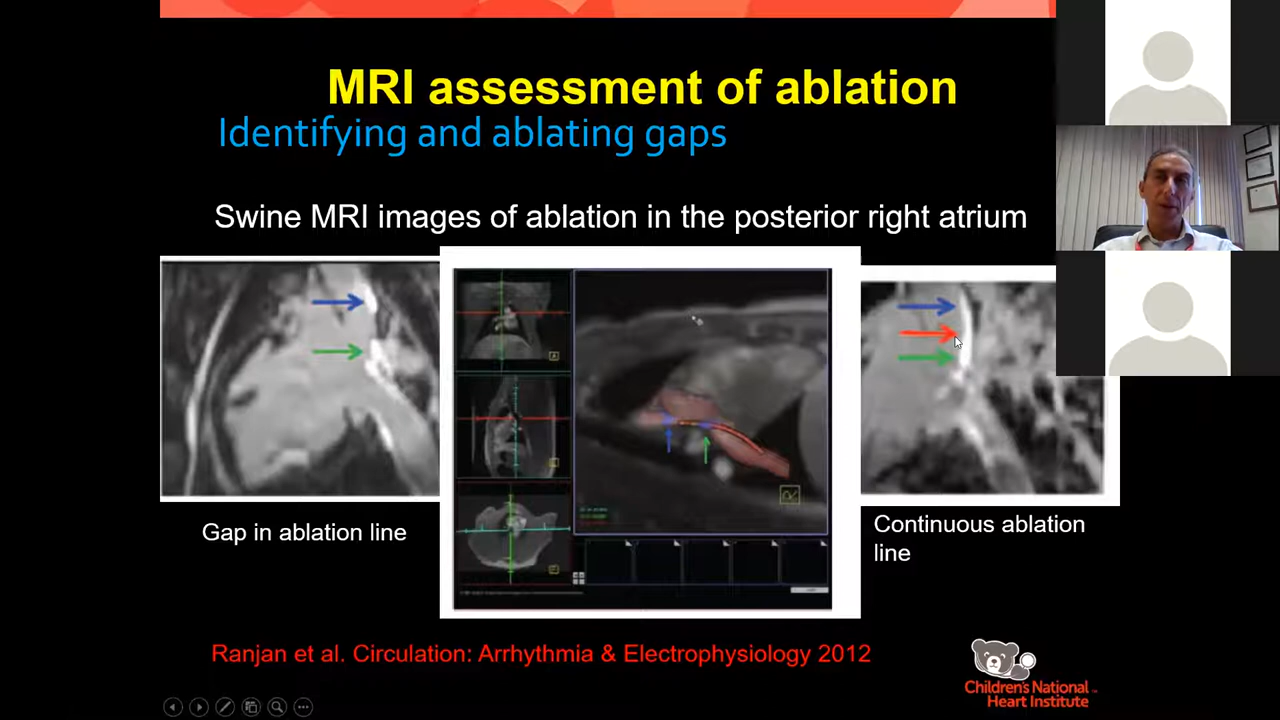 MRI assessment of ablation
Identifying and ablating gaps
Swine MRI images of ablation in the posterior right atrium
Gap in ablation line
Continuous ablation
line
Ranjan et al. Circulation: Arrhythmia & Electrophysiology 2012
Children's National
Heart Institute